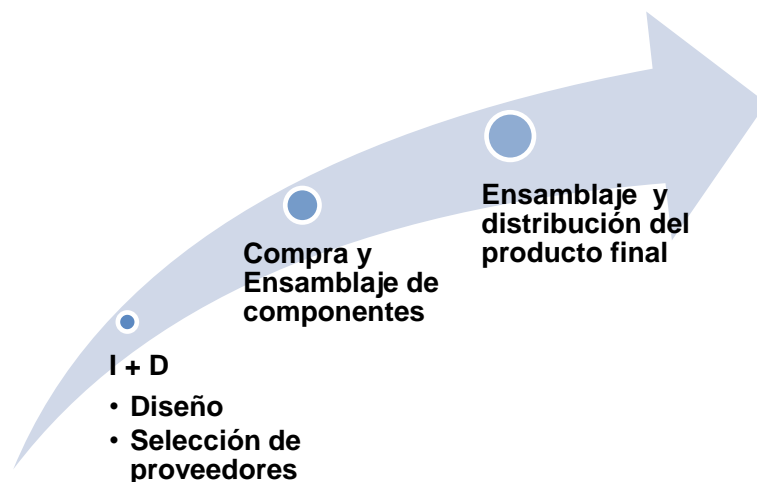 I + D
• Diseño
• Selección de
proveedores
Compra y
Ensamblaje de
componentes
Ensamblaje y
distribución del
producto final